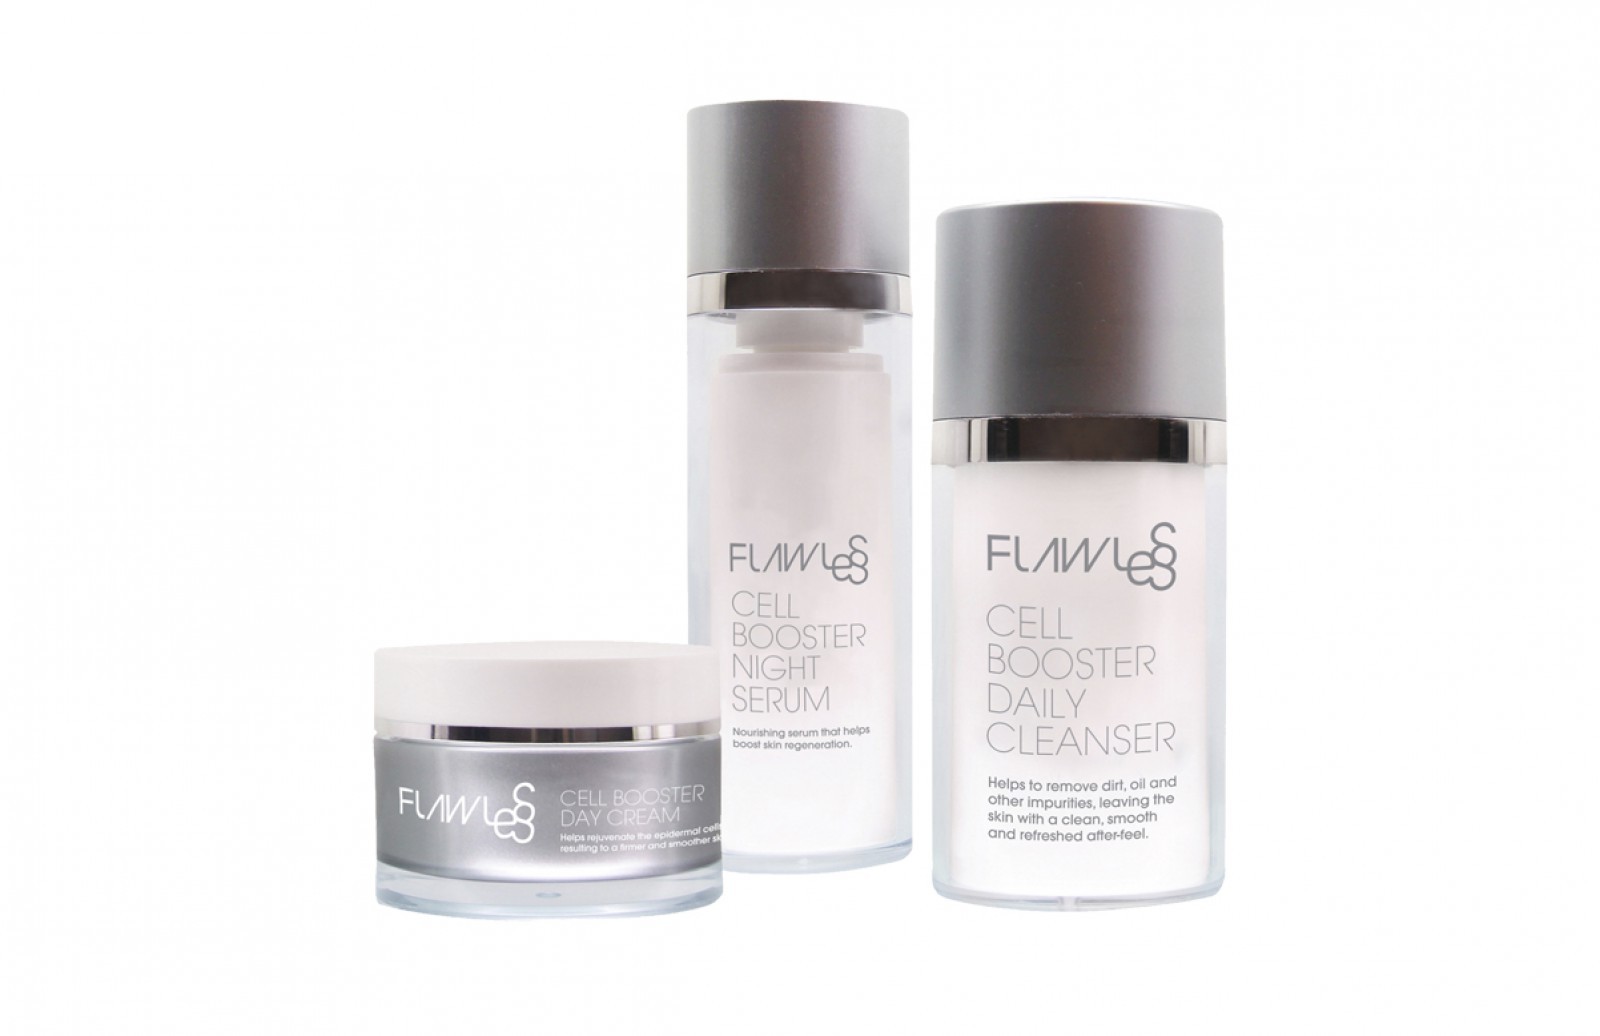 FLAWLESS
CELL BOOSTER
DAY CREAM
Helps rejuvenate the epidermal cells
resulting to a firmer and smoother
FLAWLESS
CELL
BOOSTER
NIGHT
SERUM
Nourishing serum that helps
boost skin regeneration.
FLAWLESS
CELL
BOOSTER
DAILY
CLEANSER
Helps to remove dirt, oil and
other impurities, leaving the
skin with a clean, smooth
and refreshed after-feel.